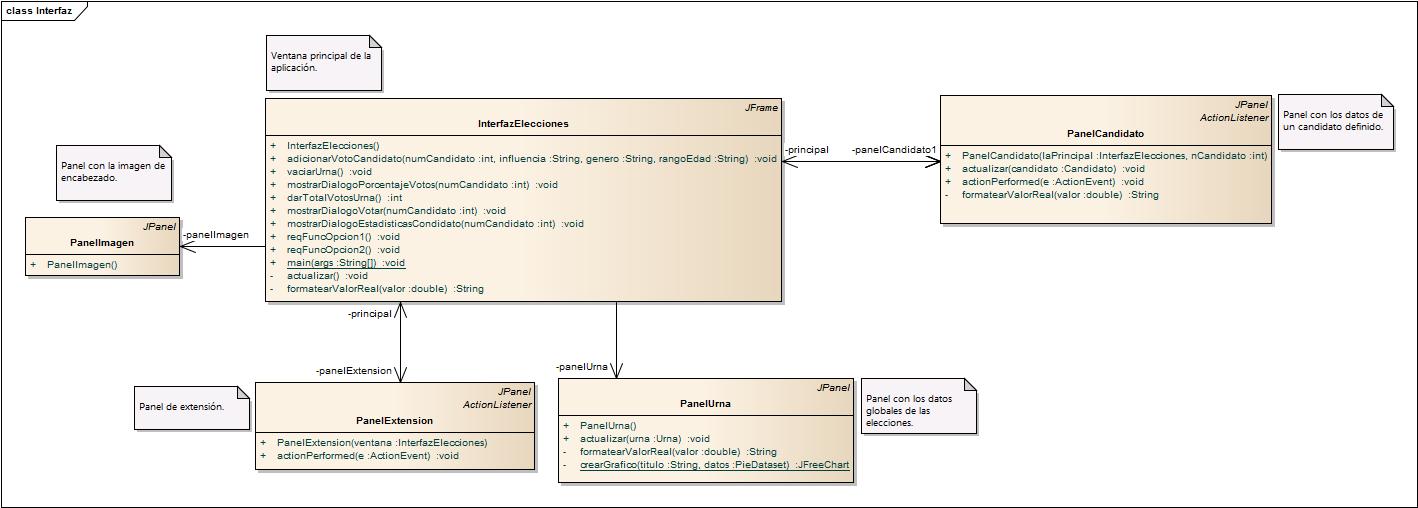 class Interfaz
Ventana principal de la
aplicación.
JFrame
InterfazElecciones
+ InterfazElecciones()
+ adicionarVotoCandidato(numCandidato :int, influencia :String, genero :String, rangoEdad :String) :void
+ vaciarUrna() :void
+ mostrarDialogoPorcentajeVotos(numCandidato :int) :void
+ darTotalVotosUrna() :int
+ mostrarDialogoVotar(numCandidato :int) :void
+ mostrarDialogoEstadisticasCondidato(numCandidato :int) :void
+ reqFuncOpcion1() :void
+ reqFuncOpcion2() :void
+ main(args :String[]) :void
- actualizar() :void
- formatearValorReal(valor :double) :String
-principal
-panelCandidato1
JPanel
ActionListener
PanelCandidato
+ PanelCandidato(laPrincipal :InterfazElecciones, nCandidato :int)
+ actualizar(candidato :Candidato) :void
+ actionPerformed(e :ActionEvent) :void
- formatearValorReal(valor :double) :String
Panel con los datos de
un candidato definido.
Panel con la imagen de
encabezado.
JPanel
PanelImagen
+ PanelImagen()
-panelImagen
-principal
-panelExtension
-panelUrna
Panel de extensión.
JPanel
ActionListener
PanelExtension
+ PanelExtension(ventana :InterfazElecciones)
+ actionPerformed(e :ActionEvent) :void
JPanel
PanelUrna
+ PanelUrna()
+ actualizar(urna :Urna) :void
- formatearValorReal(valor :double) :String
- crearGrafico(titulo :String, datos :PieDataset) :JFreeChart
Panel con los datos
globales de las
elecciones.